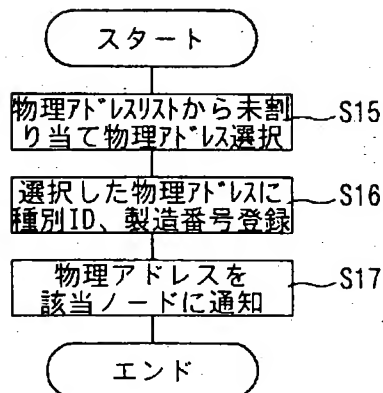 スタート
物理アドレスリストから未割
り当て物理アドレス選択
S15
選択した物理アドレスに
種別ID、製造番号登録
S16
物理アドレスを
該当ノードに通知
S17
エンド